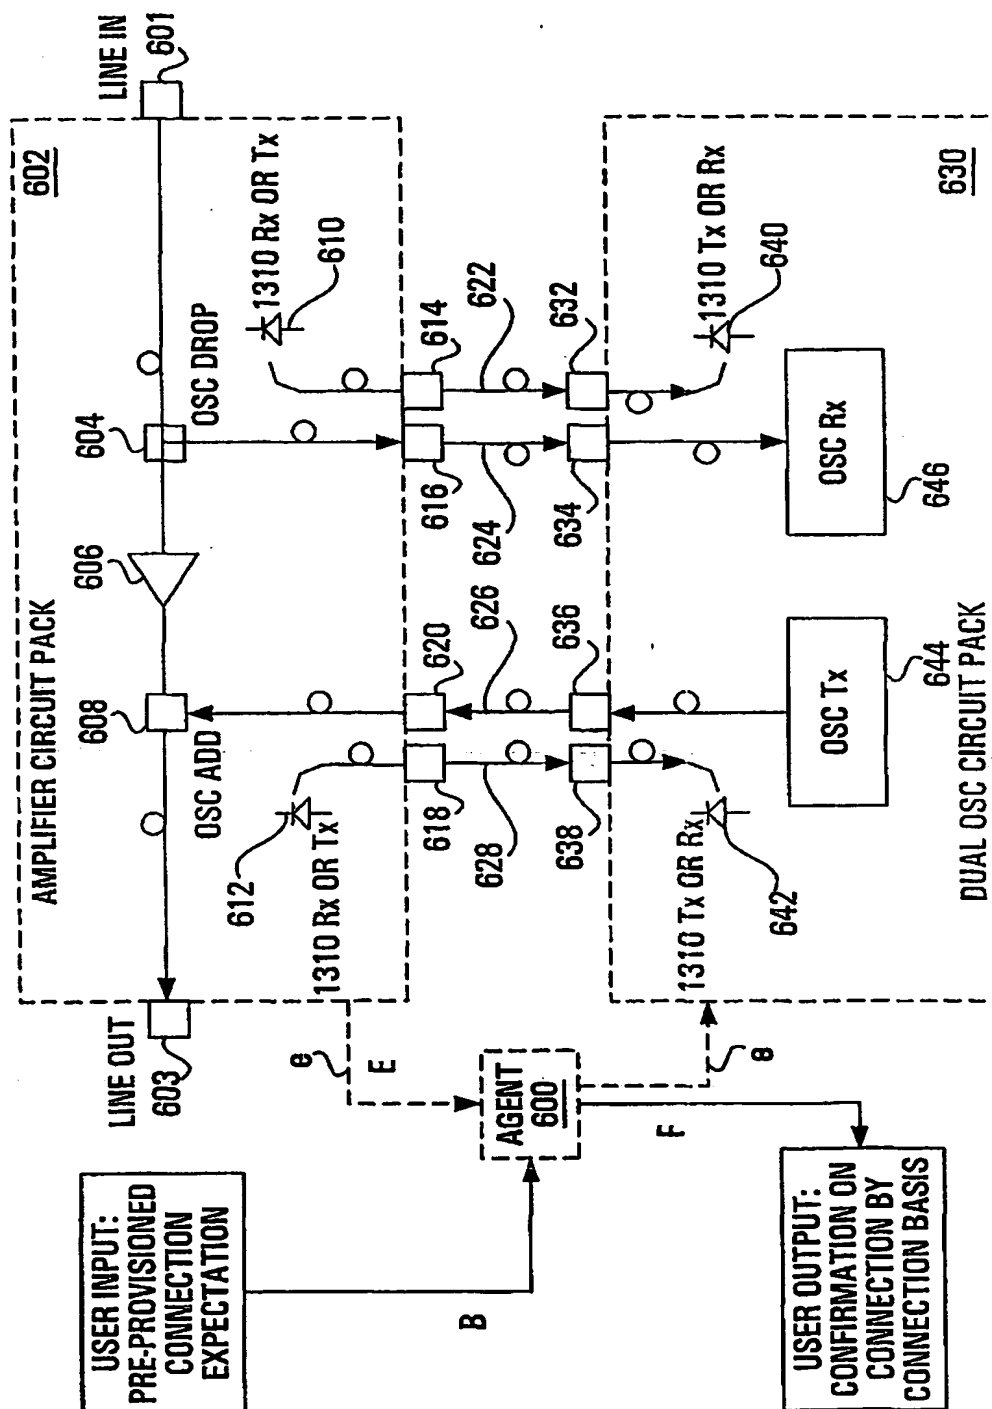 LINE OUT
603
AMPLIFIER CIRCUIT PACK
602
LINE IN
601
608
606
604
OSC ADD
OSC DROP
612
1310 Rx OR Tx
1310 Rx OR Tx
610
618
620
616
614
628
626
624
622
638
636
634
632
1310 Tx OR Rx
642
1310 Tx OR Rx
640
OSC Tx
644
OSC Rx
646
DUAL OSC CIRCUIT PACK
630
USER INPUT:
PRE-PROVISIONED
CONNECTION
EXPECTATION
B
e
E
AGENT
600
a
F
USER OUTPUT:
CONFIRMATION ON
CONNECTION BY
CONNECTION BASIS